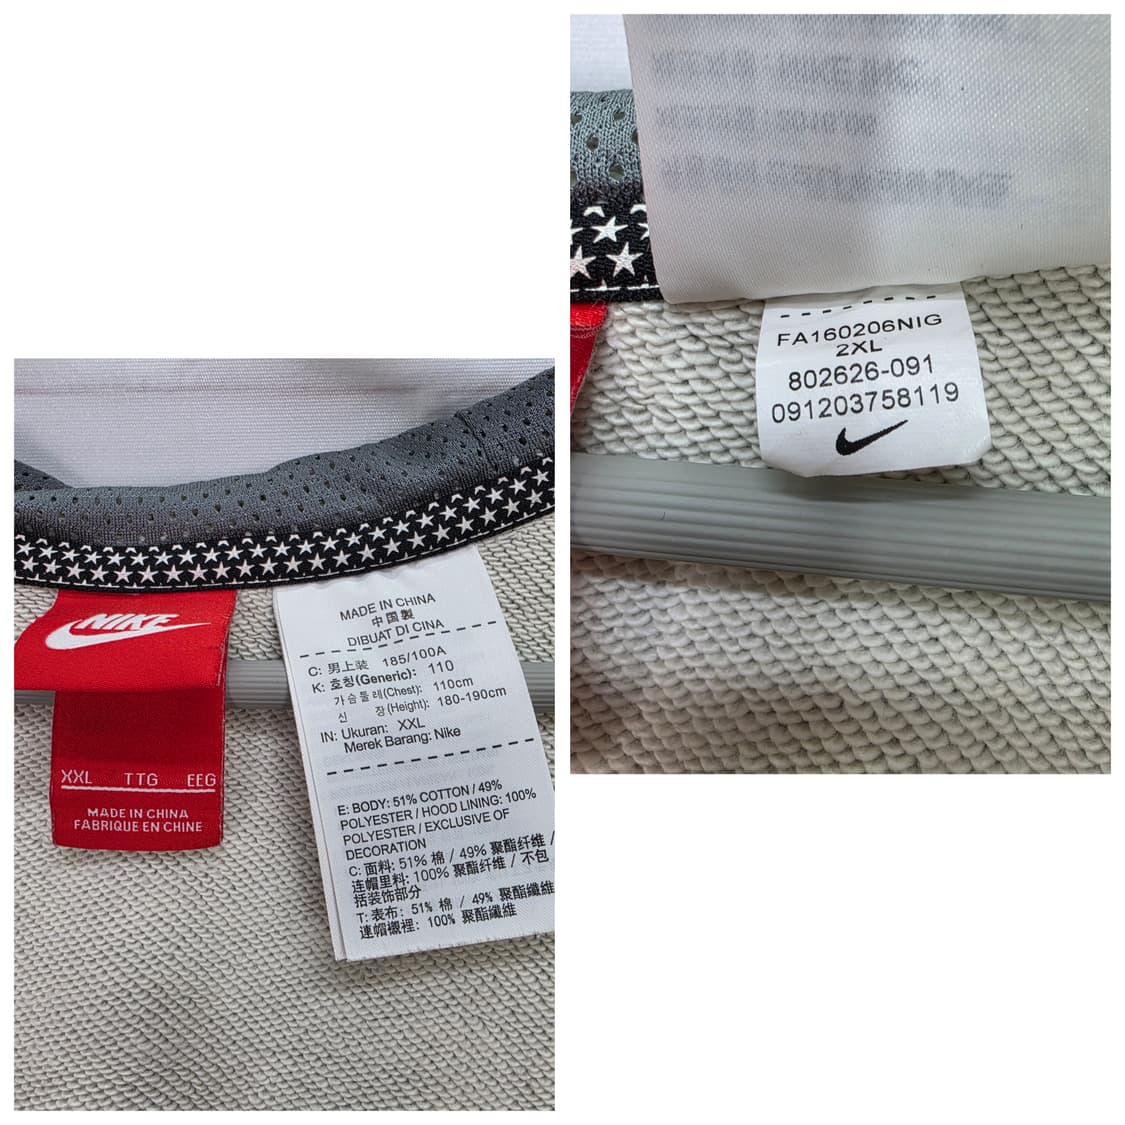 NIKE
XXL TTG EEG
MADE IN CHINA
FABRIQUE EN CHINE
MADE IN CHINA
中国製
DIBUAT DI CINA
C: 男上装 185/100A
K: 호칭(Generic): 110
가슴둘레(Chest): 110cm
신 장(Height): 180-190cm
IN: Ukuran: XXL
Merek Barang: Nike
E: BODY: 51% COTTON / 49%
POLYESTER / HOOD LINING: 100%
POLYESTER / EXCLUSIVE OF
DECORATION
C: 面料: 51% 棉 / 49% 聚酯纤维 /
连帽里料: 100% 聚酯纤维 / 不包
括装饰部分
T: 表布: 51% 棉 / 49% 聚酯纖維
連帽襯裡: 100% 聚酯纖維
FA160206NIG
2XL
802626-091
091203758119